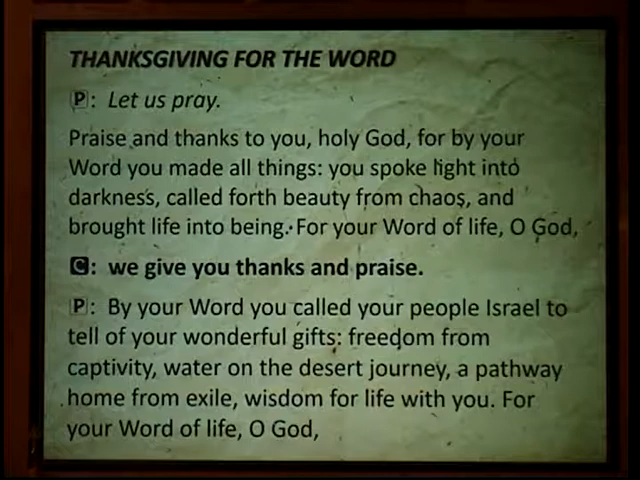 THANKSGIVING FOR THE WORD
P: Let us pray.
Praise and thanks to you, holy God, for by your
Word you made all things: you spoke light into
darkness, called forth beauty from chaos, and
brought life into being. For your Word of life, O God,
C: we give you thanks and praise.
P: By your Word you called your people Israel to
tell of your wonderful gifts: freedom from
captivity, water on the desert journey, a pathway
home from exile, wisdom for life with you. For
your Word of life, O God,